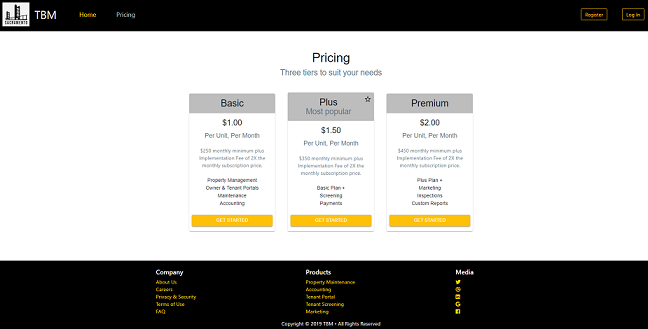 SACRAMENTO
TBM
Home
Pricing
Register
Log in
Pricing
Three tiers to suit your needs
Basic
$1.00
Per Unit, Per Month
$250 monthly minimum plus
Implementation Fee of 2X the
monthly subscription price.
Property Management
Owner & Tenant Portals
Maintenance
Accounting
GET STARTED
Plus
Most popular
$1.50
Per Unit, Per Month
$350 monthly minimum plus
Implementation Fee of 2X the
monthly subscription price.
Basic Plan +
Screening
Payments
GET STARTED
Premium
$2.00
Per Unit, Per Month
$450 monthly minimum plus
Implementation Fee of 2X the
monthly subscription price.
Plus Plan +
Marketing
Inspections
Custom Reports
GET STARTED
Company
About Us
Careers
Privacy & Security
Terms of Use
FAQ
Products
Property Maintenance
Accounting
Tenant Portal
Tenant Screening
Marketing
Media
Copyright © 2019 TBM • All Rights Reserved